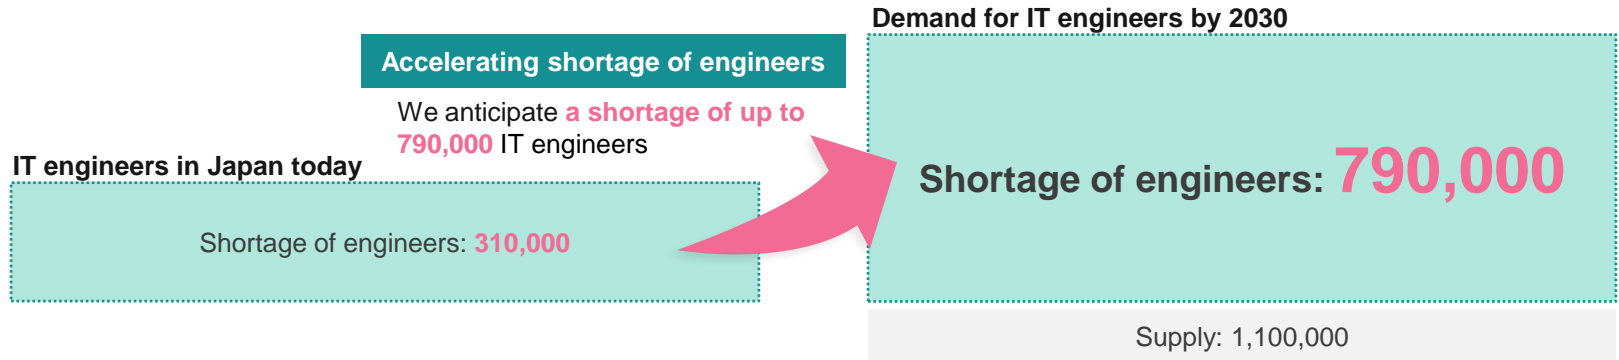 Demand for IT engineers by 2030
Accelerating shortage of engineers
We anticipate a shortage of up to
790,000 IT engineers
IT engineers in Japan today
Shortage of engineers: 310,000
Shortage of engineers: 790,000
Supply: 1,100,000